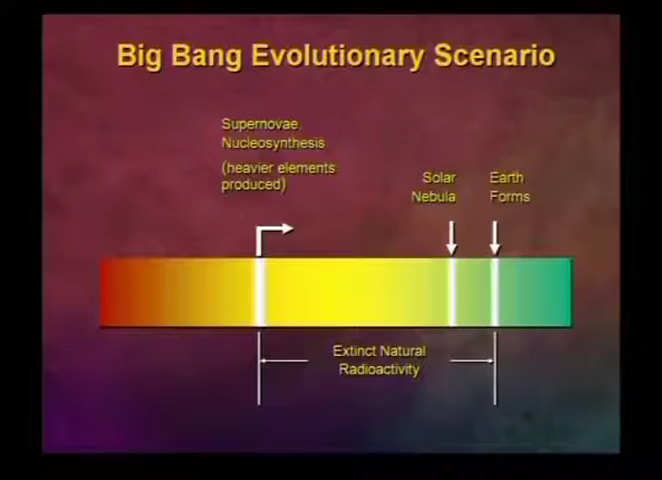 Big Bang Evolutionary Scenario
Supernovae,
Nucleosynthesis
(heavier elements
produced)
Solar
Nebula
Earth
Forms
Extinct Natural
Radioactivity